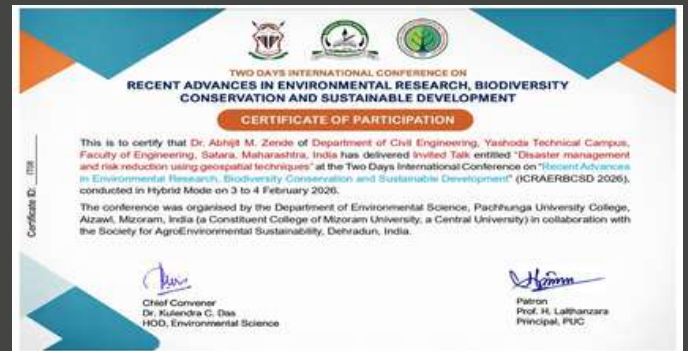 TWO DAYS INTERNATIONAL CONFERENCE ON
RECENT ADVANCES IN ENVIRONMENTAL RESEARCH, BIODIVERSITY
CONSERVATION AND SUSTAINABLE DEVELOPMENT
CERTIFICATE OF PARTICIPATION
This is to certify that Dr. Abhijit M. Zende of Department of Civil Engineering, Yashoda Technical Campus,
Faculty of Engineering, Satara, Maharashtra, India has delivered Invited Talk entitled "Disaster management
and risk reduction using geospatial techniques" at the Two Days International Conference on "Recent Advances
in Environmental Research, Biodiversity Conservation and Sustainable Development" (ICRAERBCSD 2026),
conducted in Hybrid Mode on 3 to 4 February 2026.
The conference was organised by the Department of Environmental Science, Pachhunga University College,
Aizawl, Mizoram, India (a Constituent College of Mizoram University, a Central University) in collaboration with
the Society for AgroEnvironmental Sustainability, Dehradun, India.
Certificate ID:
Chief Convener
Dr. Kulendra C. Das
HOD, Environmental Science
Patron
Prof. H. Lalthanzara
Principal, PUC